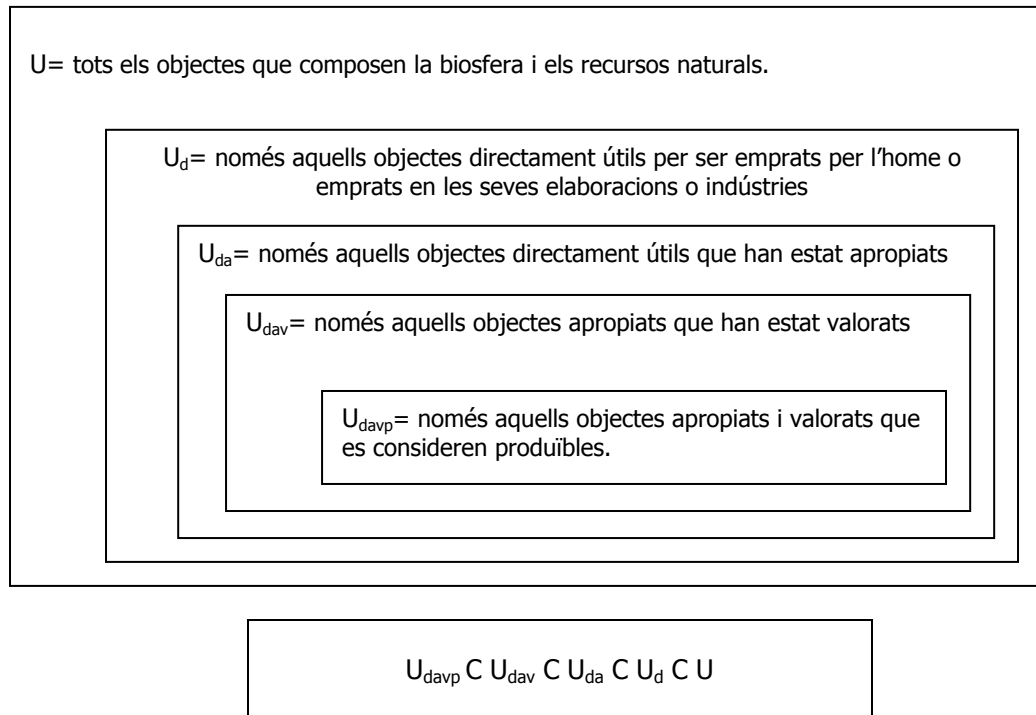 U= tots els objectes que composen la biosfera i els recursos naturals.
Ud= només aquells objectes directament útils per ser emprats per l'home o
emprats en les seves elaboracions o indústries
Uda= només aquells objectes directament útils que han estat apropiats
Udav= només aquells objectes apropiats que han estat valorats
Udavp= només aquells objectes apropiats i valorats que
es consideren produïbles.
Udavp C Udav C Uda C Ud C U